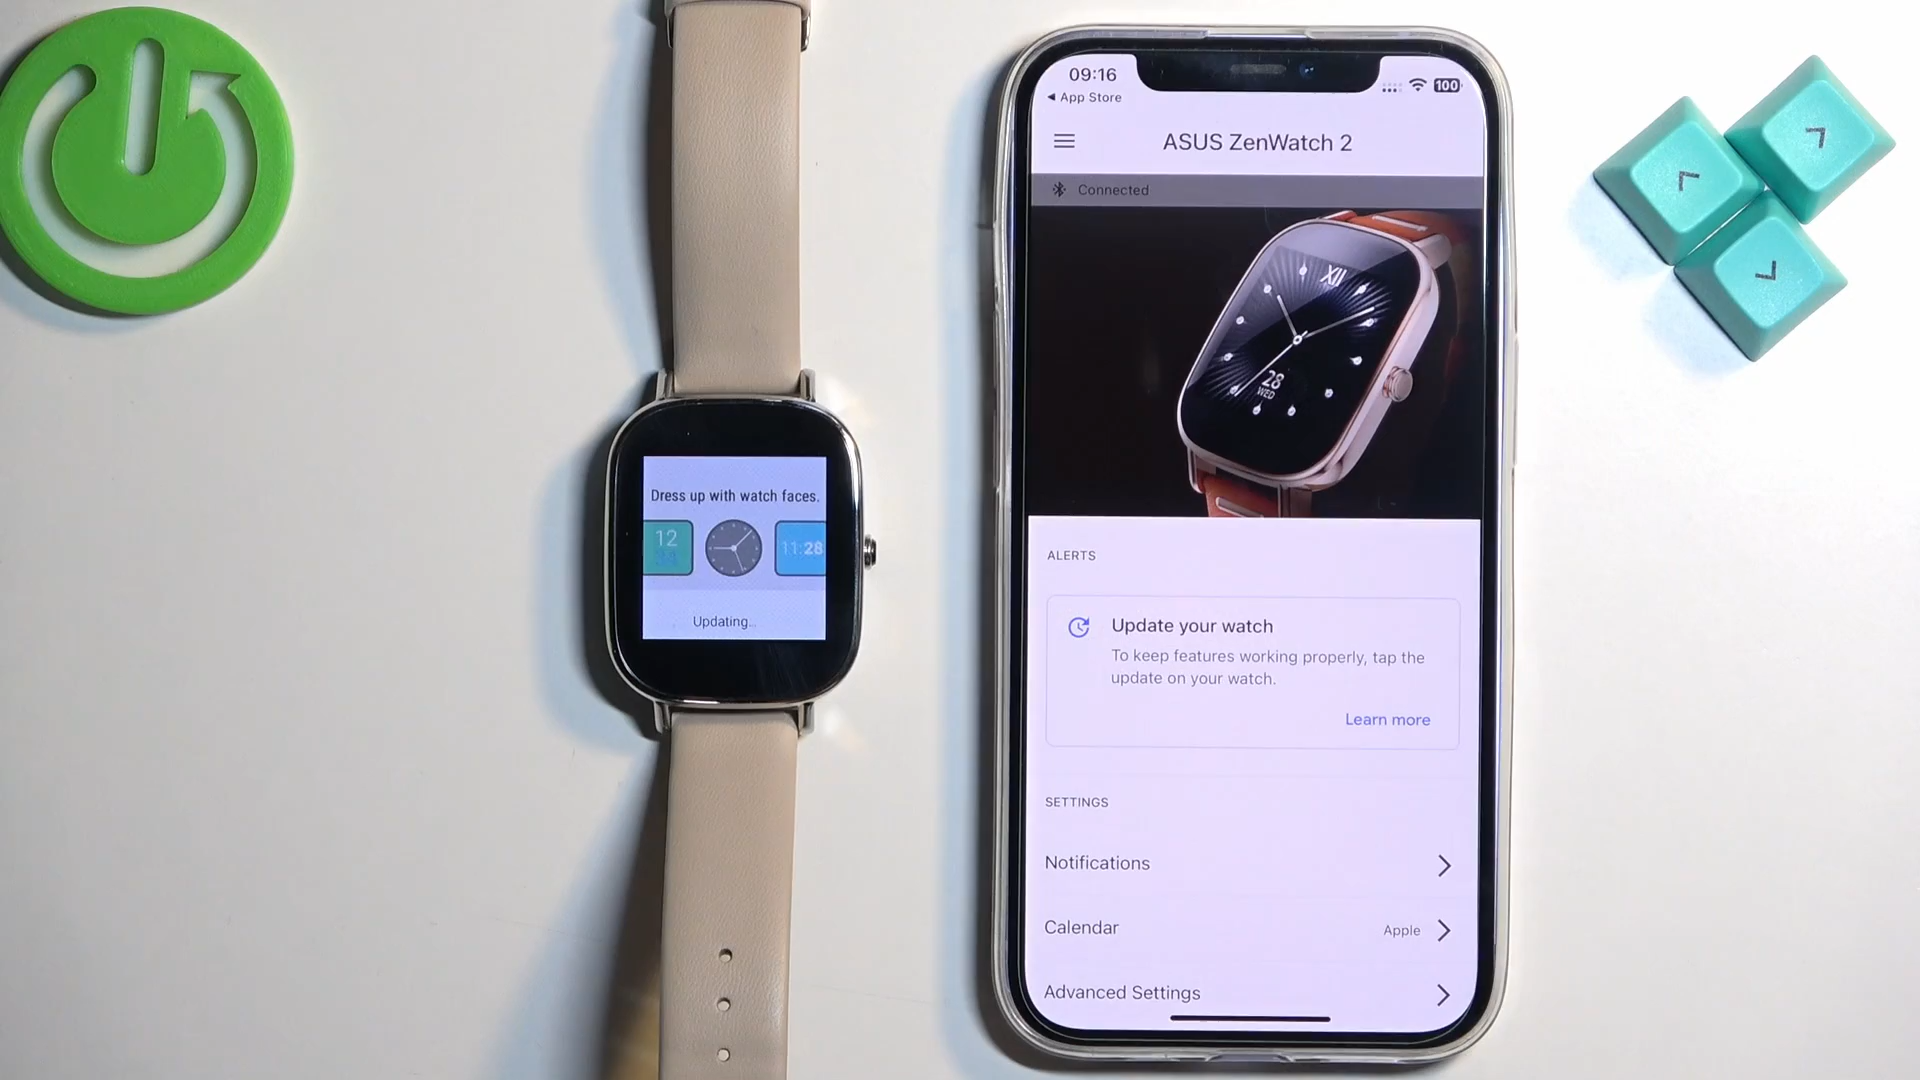 Dress up with watch faces.
12
34
11:28
Updating...
09:16
100
App Store
ASUS ZenWatch 2
Connected
XII
28
WED
ALERTS
Update your watch
To keep features working properly, tap the
update on your watch.
Learn more
SETTINGS
Notifications
Calendar
Apple
Advanced Settings